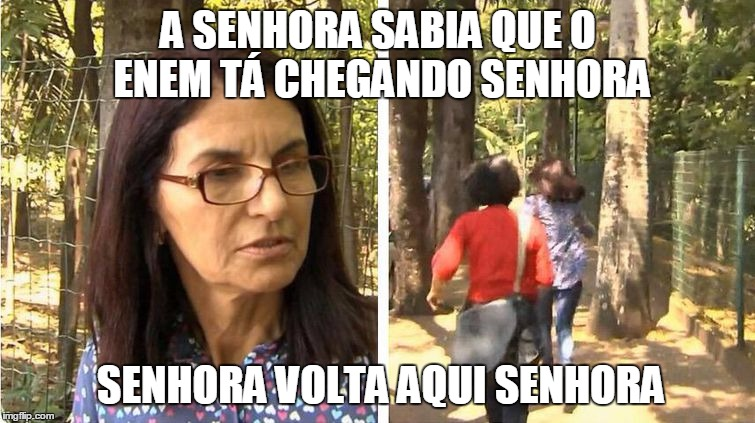 A SENHORA SABIA QUE O
ENEM TÁ CHEGANDO SENHORA
SENHORA VOLTA AQUI SENHORA
imgflip.com